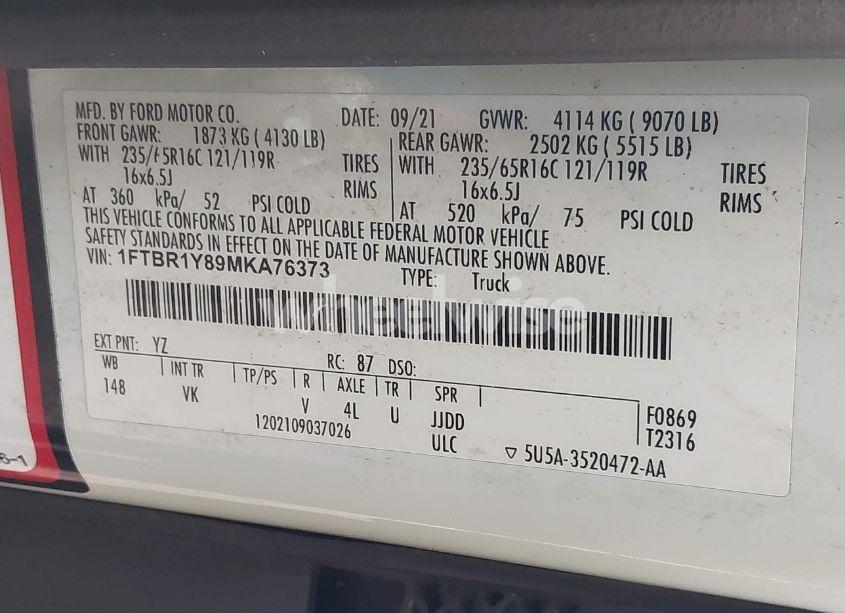 MFD. BY FORD MOTOR CO. DATE: 09/21 GVWR: 4114 KG ( 9070 LB)
FRONT GAWR: 1873 KG ( 4130 LB) REAR GAWR: 2502 KG ( 5515 LB)
WITH 235/65R16C 121/119R TIRES WITH 235/65R16C 121/119R TIRES
16x6.5J RIMS 16x6.5J RIMS
AT 360 kPa/ 52 PSI COLD AT 520 kPa/ 75 PSI COLD
THIS VEHICLE CONFORMS TO ALL APPLICABLE FEDERAL MOTOR VEHICLE
SAFETY STANDARDS IN EFFECT ON THE DATE OF MANUFACTURE SHOWN ABOVE.
VIN: 1FTBR1Y89MKA76373 TYPE: Truck
wheelwise
EXT PNT: YZ RC: 87 DSO:
WB INT TR TP/PS R AXLE TR SPR
148 VK V 4L U JJDD F0869
1202109037026 ULC T2316
5U5A-3520472-AA
6-1